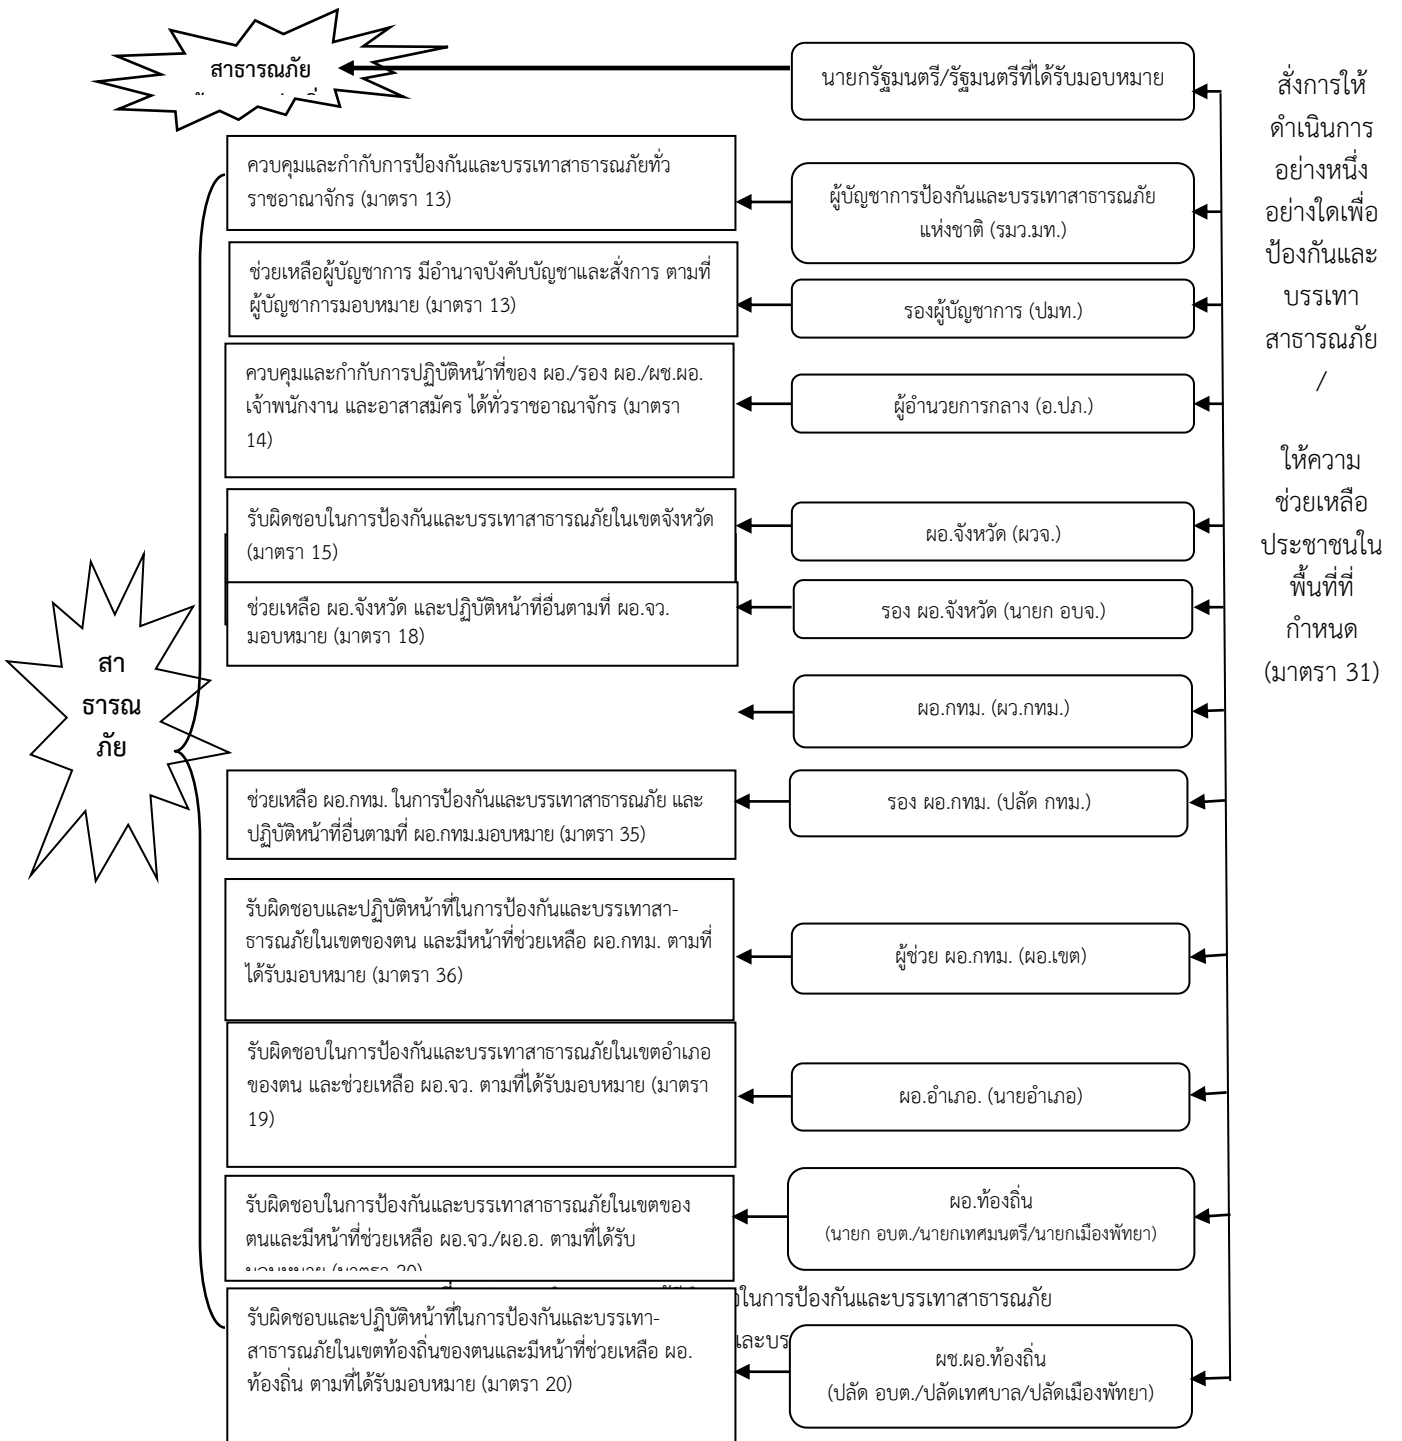 สาธารณภัย
นายกรัฐมนตรี/รัฐมนตรีที่ได้รับมอบหมาย
สั่งการให้
ดำเนินการ
อย่างหนึ่ง
อย่างใดเพื่อ
ป้องกันและ
บรรเทา
สาธารณภัย
/
ให้ความ
ช่วยเหลือ
ประชาชนใน
พื้นที่ที่
กำหนด
(มาตรา 31)
ควบคุมและกำกับการป้องกันและบรรเทาสาธารณภัยทั่ว
ราชอาณาจักร (มาตรา 13)
ผู้บัญชาการป้องกันและบรรเทาสาธารณภัย
แห่งชาติ (รมว.มท.)
ช่วยเหลือผู้บัญชาการ มีอำนาจบังคับบัญชาและสั่งการ ตามที่
ผู้บัญชาการมอบหมาย (มาตรา 13)
รองผู้บัญชาการ (ปมท.)
ควบคุมและกำกับการปฏิบัติหน้าที่ของ ผอ./รอง ผอ./ผช.ผอ.
เจ้าพนักงาน และอาสาสมัคร ได้ทั่วราชอาณาจักร (มาตรา
14)
ผู้อำนวยการกลาง (อ.ปภ.)
รับผิดชอบในการป้องกันและบรรเทาสาธารณภัยในเขตจังหวัด
(มาตรา 15)
ผอ.จังหวัด (ผวจ.)
ช่วยเหลือ ผอ.จังหวัด และปฏิบัติหน้าที่อื่นตามที่ ผอ.จว.
มอบหมาย (มาตรา 18)
รอง ผอ.จังหวัด (นายก อบจ.)
สา
ธารณ
ภัย
ผอ.กทม. (ผว.กทม.)
ช่วยเหลือ ผอ.กทม. ในการป้องกันและบรรเทาสาธารณภัย และ
ปฏิบัติหน้าที่อื่นตามที่ ผอ.กทม.มอบหมาย (มาตรา 35)
รอง ผอ.กทม. (ปลัด กทม.)
รับผิดชอบและปฏิบัติหน้าที่ในการป้องกันและบรรเทาสา-
ธารณภัยในเขตของตน และมีหน้าที่ช่วยเหลือ ผอ.กทม. ตามที่
ได้รับมอบหมาย (มาตรา 36)
ผู้ช่วย ผอ.กทม. (ผอ.เขต)
รับผิดชอบในการป้องกันและบรรเทาสาธารณภัยในเขตอำเภอ
ของตน และช่วยเหลือ ผอ.จว. ตามที่ได้รับมอบหมาย (มาตรา
19)
ผอ.อำเภอ. (นายอำเภอ)
รับผิดชอบในการป้องกันและบรรเทาสาธารณภัยในเขตของ
ตนและมีหน้าที่ช่วยเหลือ ผอ.จว./ผอ.อ. ตามที่ได้รับ
มอบหมาย (มาตรา 20)
ผอ.ท้องถิ่น
(นายก อบต./นายกเทศมนตรี/นายกเมืองพัทยา)
ในการป้องกันและบรรเทาสาธารณภัย
รับผิดชอบและปฏิบัติหน้าที่ในการป้องกันและบรรเทา-
สาธารณภัยในเขตท้องถิ่นของตนและมีหน้าที่ช่วยเหลือ ผอ.
ท้องถิ่น ตามที่ได้รับมอบหมาย (มาตรา 20)
ผช.ผอ.ท้องถิ่น
(ปลัด อบต./ปลัดเทศบาล/ปลัดเมืองพัทยา)